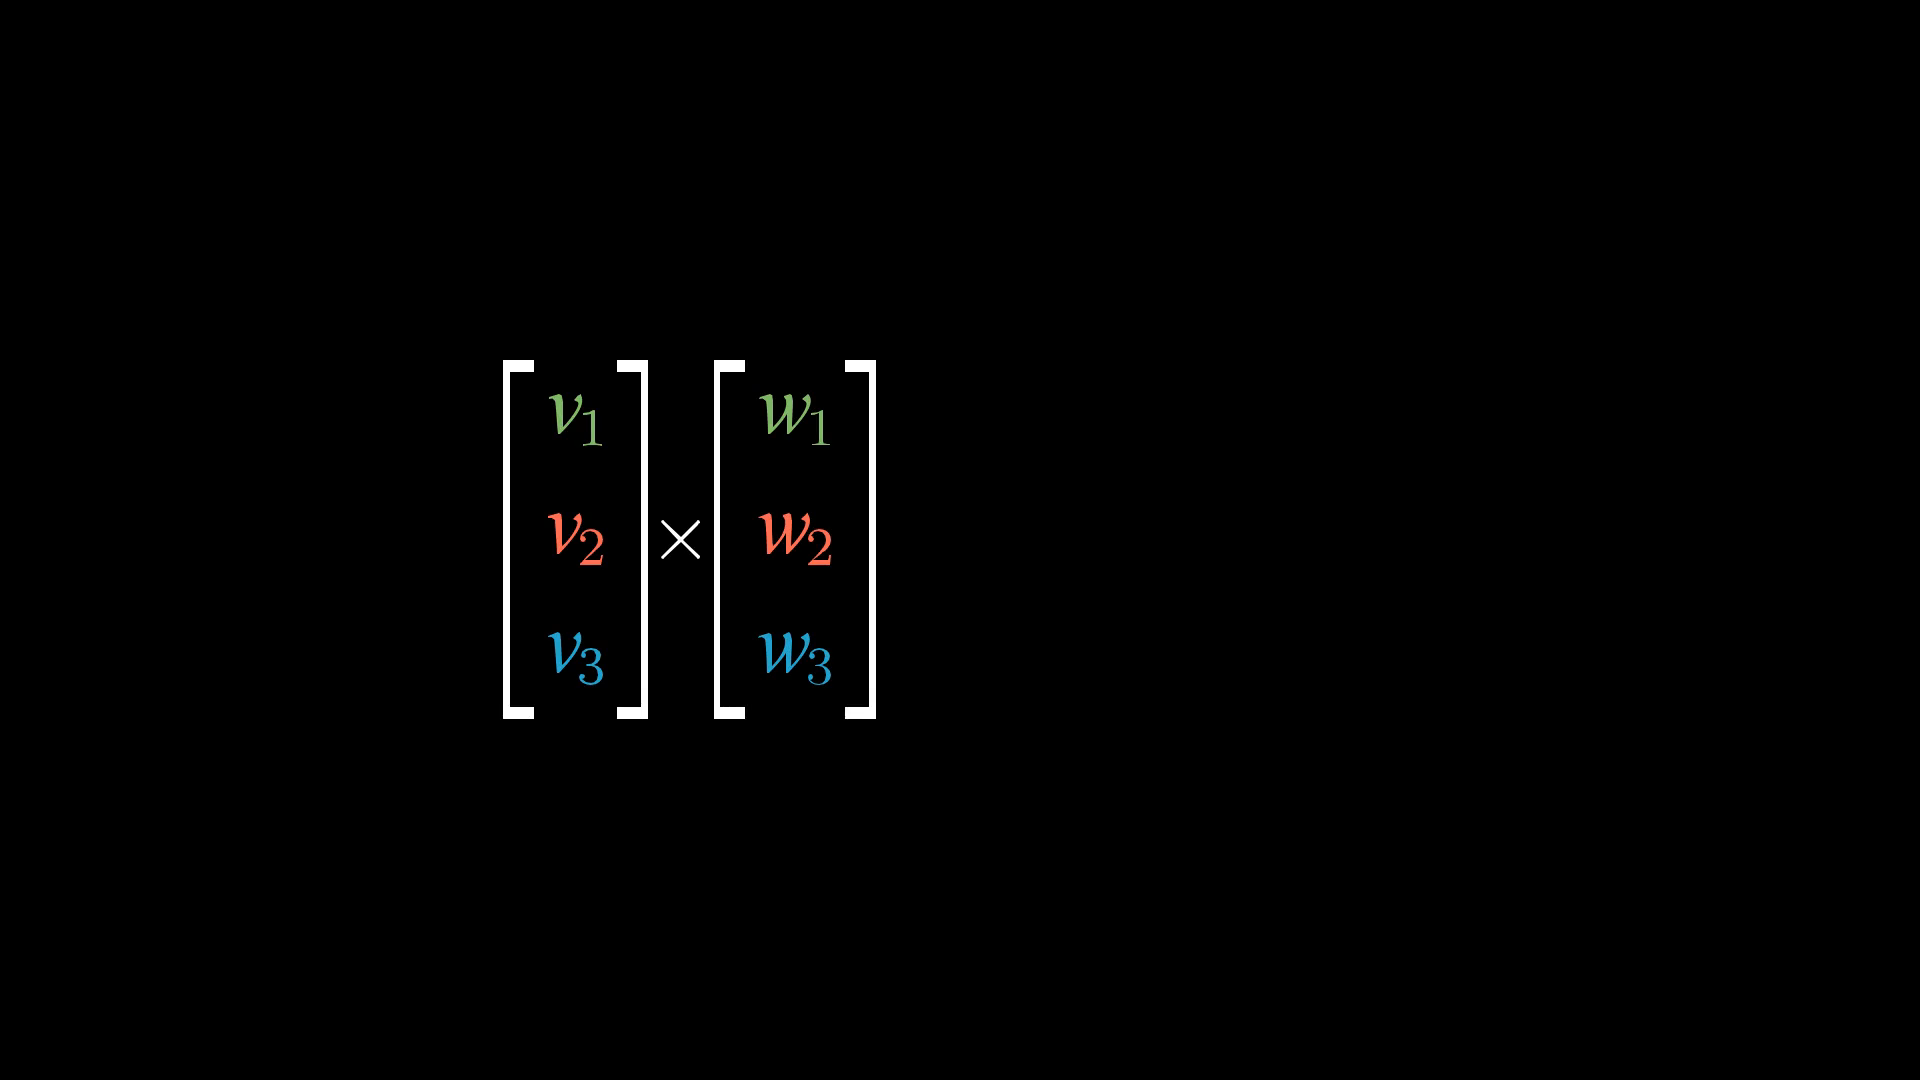 v₁ w₁
v₂ × w₂
v₃ w₃